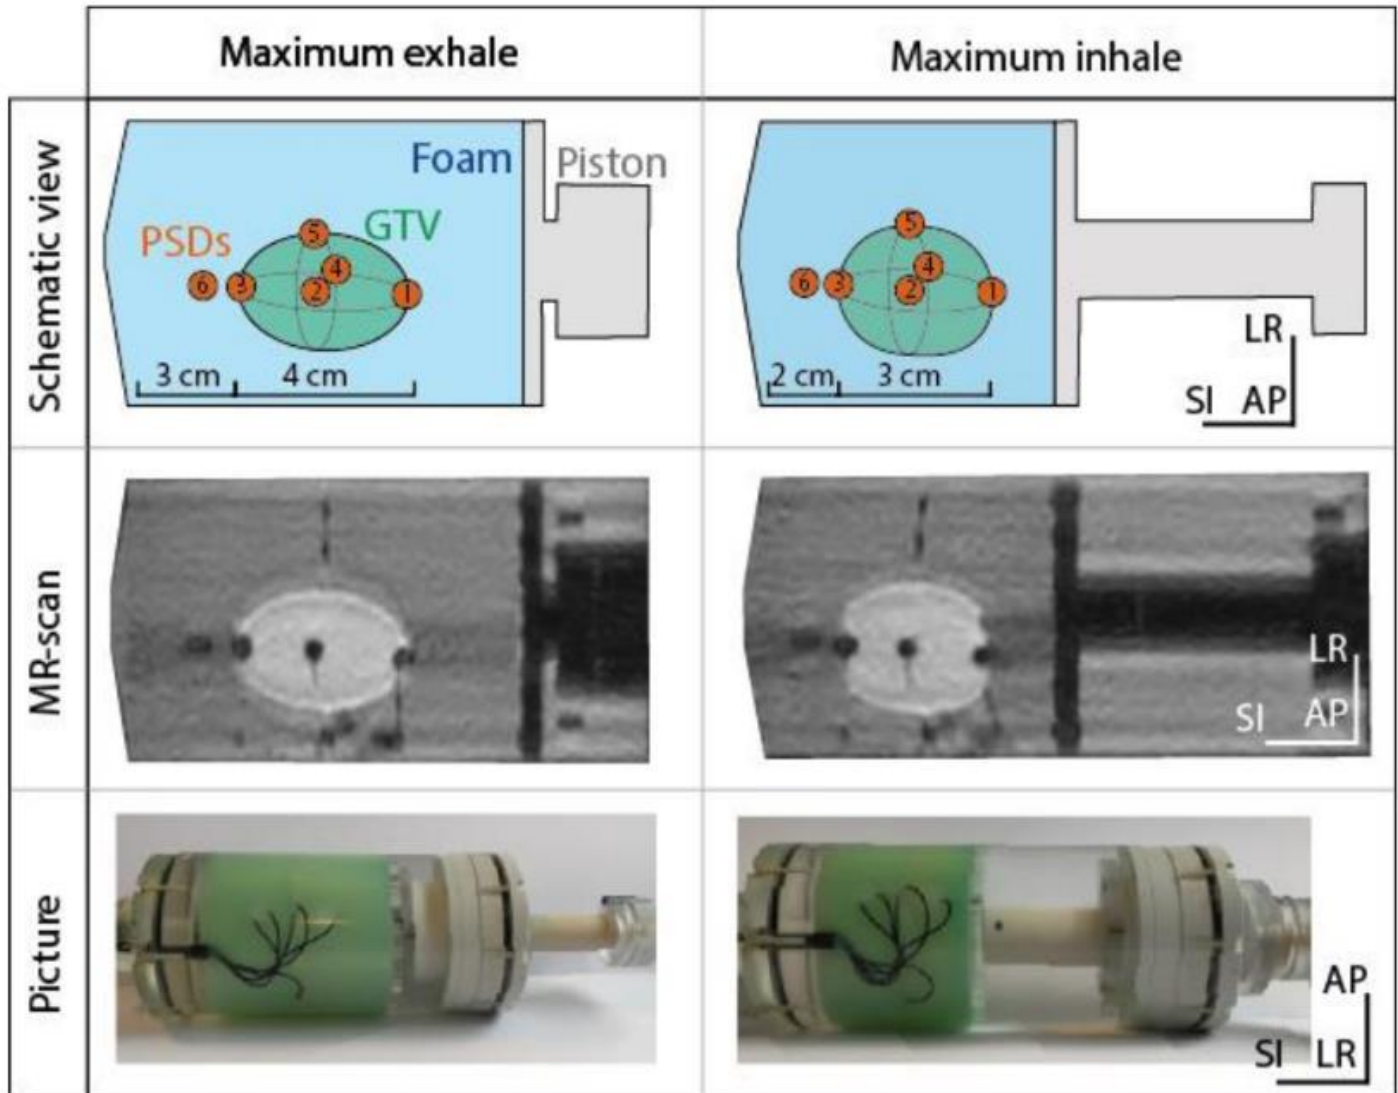 Maximum exhale
Maximum inhale
Schematic view
Foam
Piston
PSDs
GTV
5
4
6
3
2
1
3 cm
4 cm
5
4
6
3
2
1
2 cm
3 cm
LR
SI AP
MR-scan
LR
SI AP
Picture
AP
SI LR